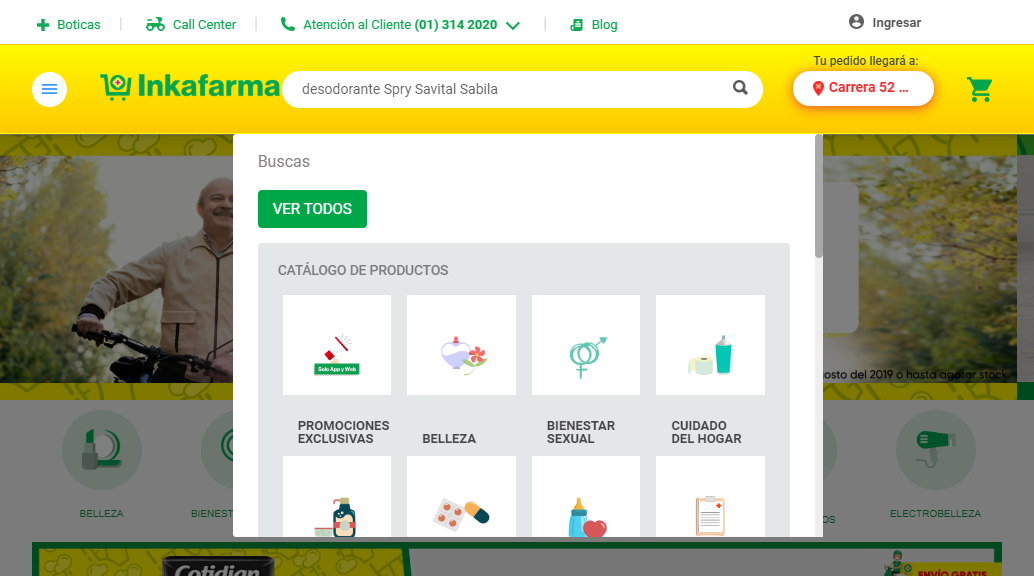 Boticas
Call Center
Atención al Cliente (01) 314 2020
Blog
Ingresar
Inkafarma
desodorante Spry Savital Sabila
Tu pedido llegará a:
Carrera 52 ...
Buscas
VER TODOS
CATÁLOGO DE PRODUCTOS
Solo App y Web
PROMOCIONES
EXCLUSIVAS
BELLEZA
BIENESTAR
SEXUAL
CUIDADO
DEL HOGAR
osto del 2019 o hasta agotar stock
BELLEZA
BIENEST
OS
ELECTROBELLEZA
Cotidian
ENVÍO GRATIS